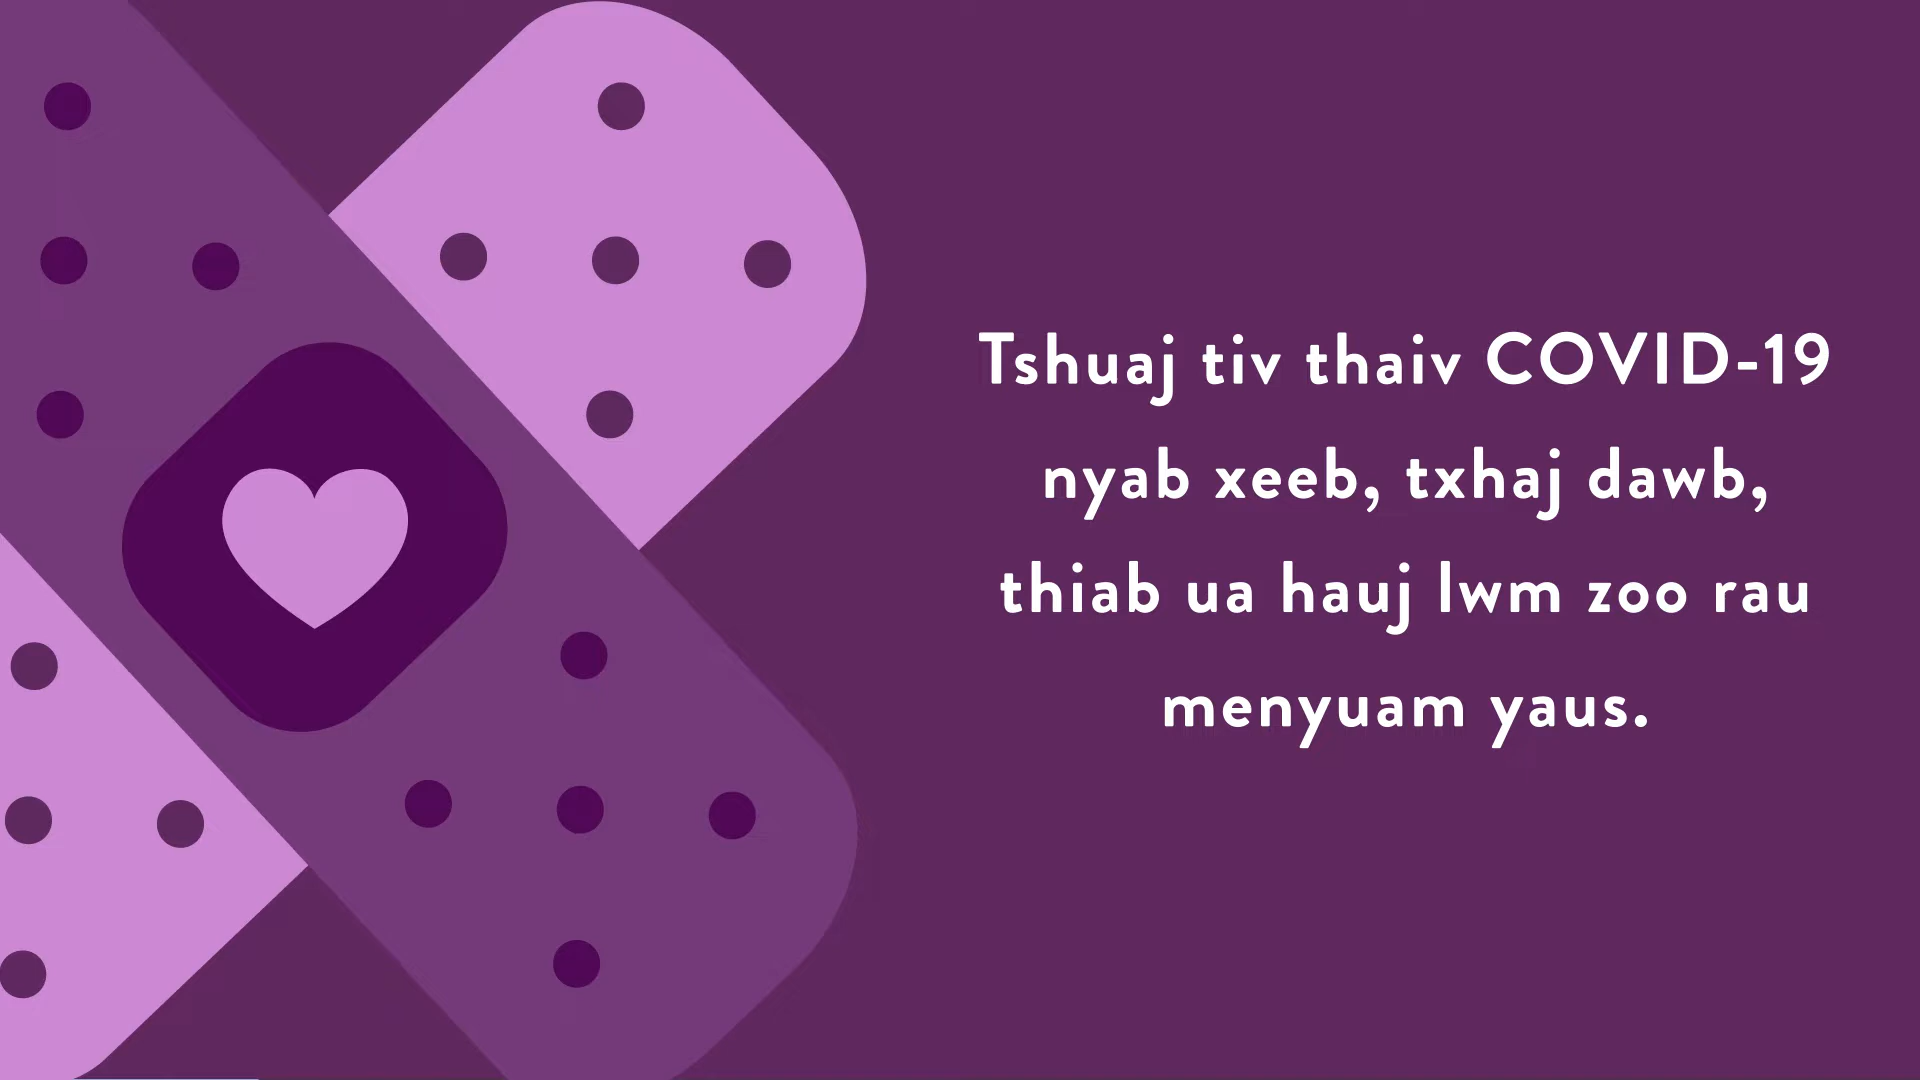 Tshuaj tiv thaiv COVID-19
nyab xeeb, txhaj dawb,
thiab ua hauj lwm zoo rau
menyuam yaus.